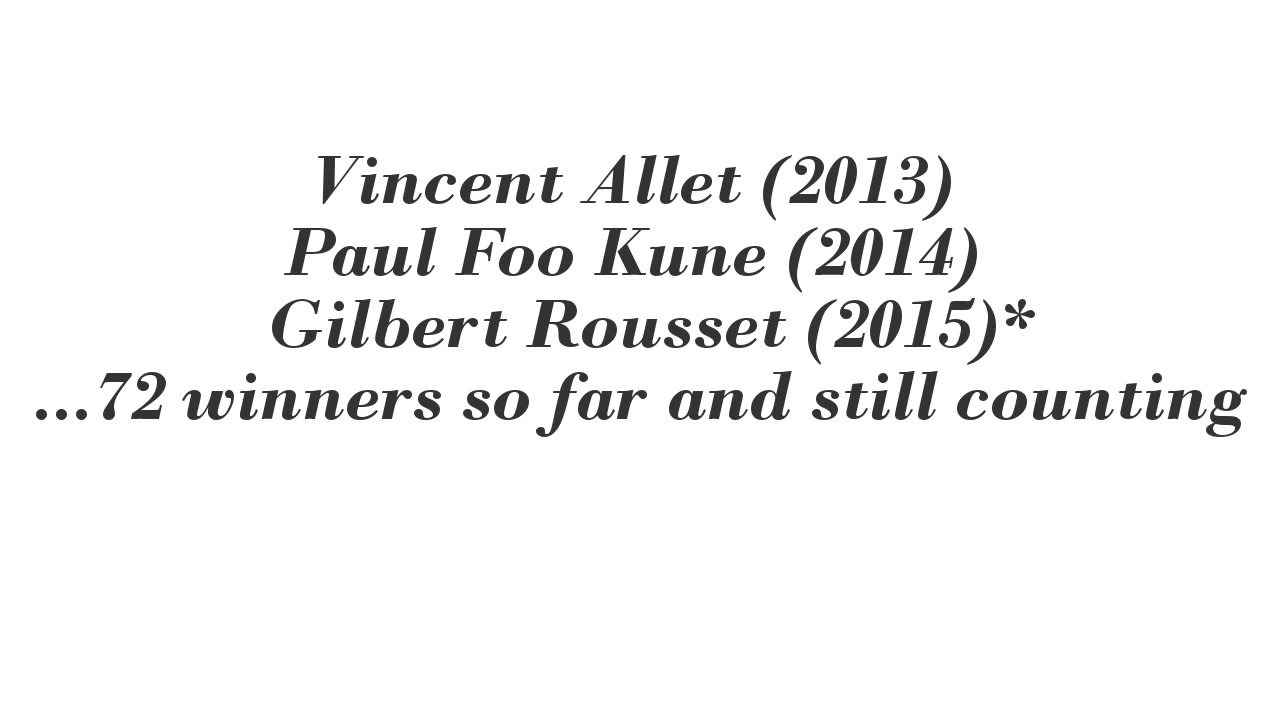 Vincent Allet (2013)
Paul Foo Kune (2014)
Gilbert Rousset (2015)*
...72 winners so far and still counting